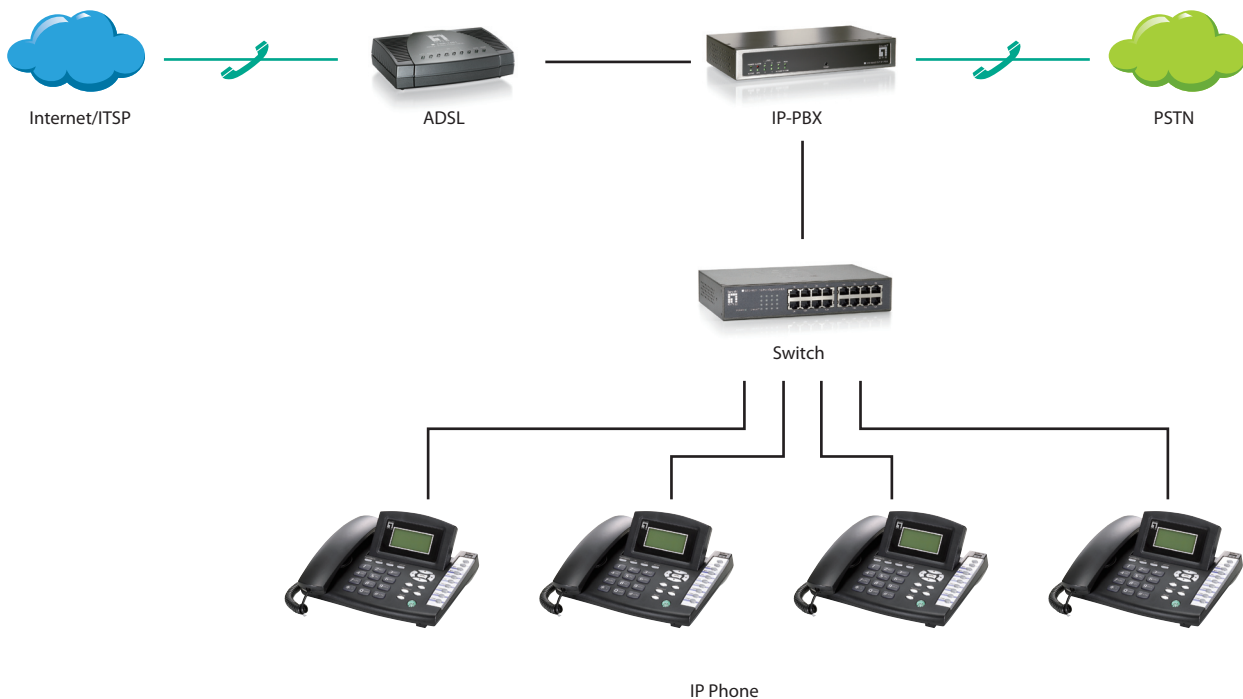 Internet/ITSP
ADSL
IP-PBX
PSTN
Switch
IP Phone